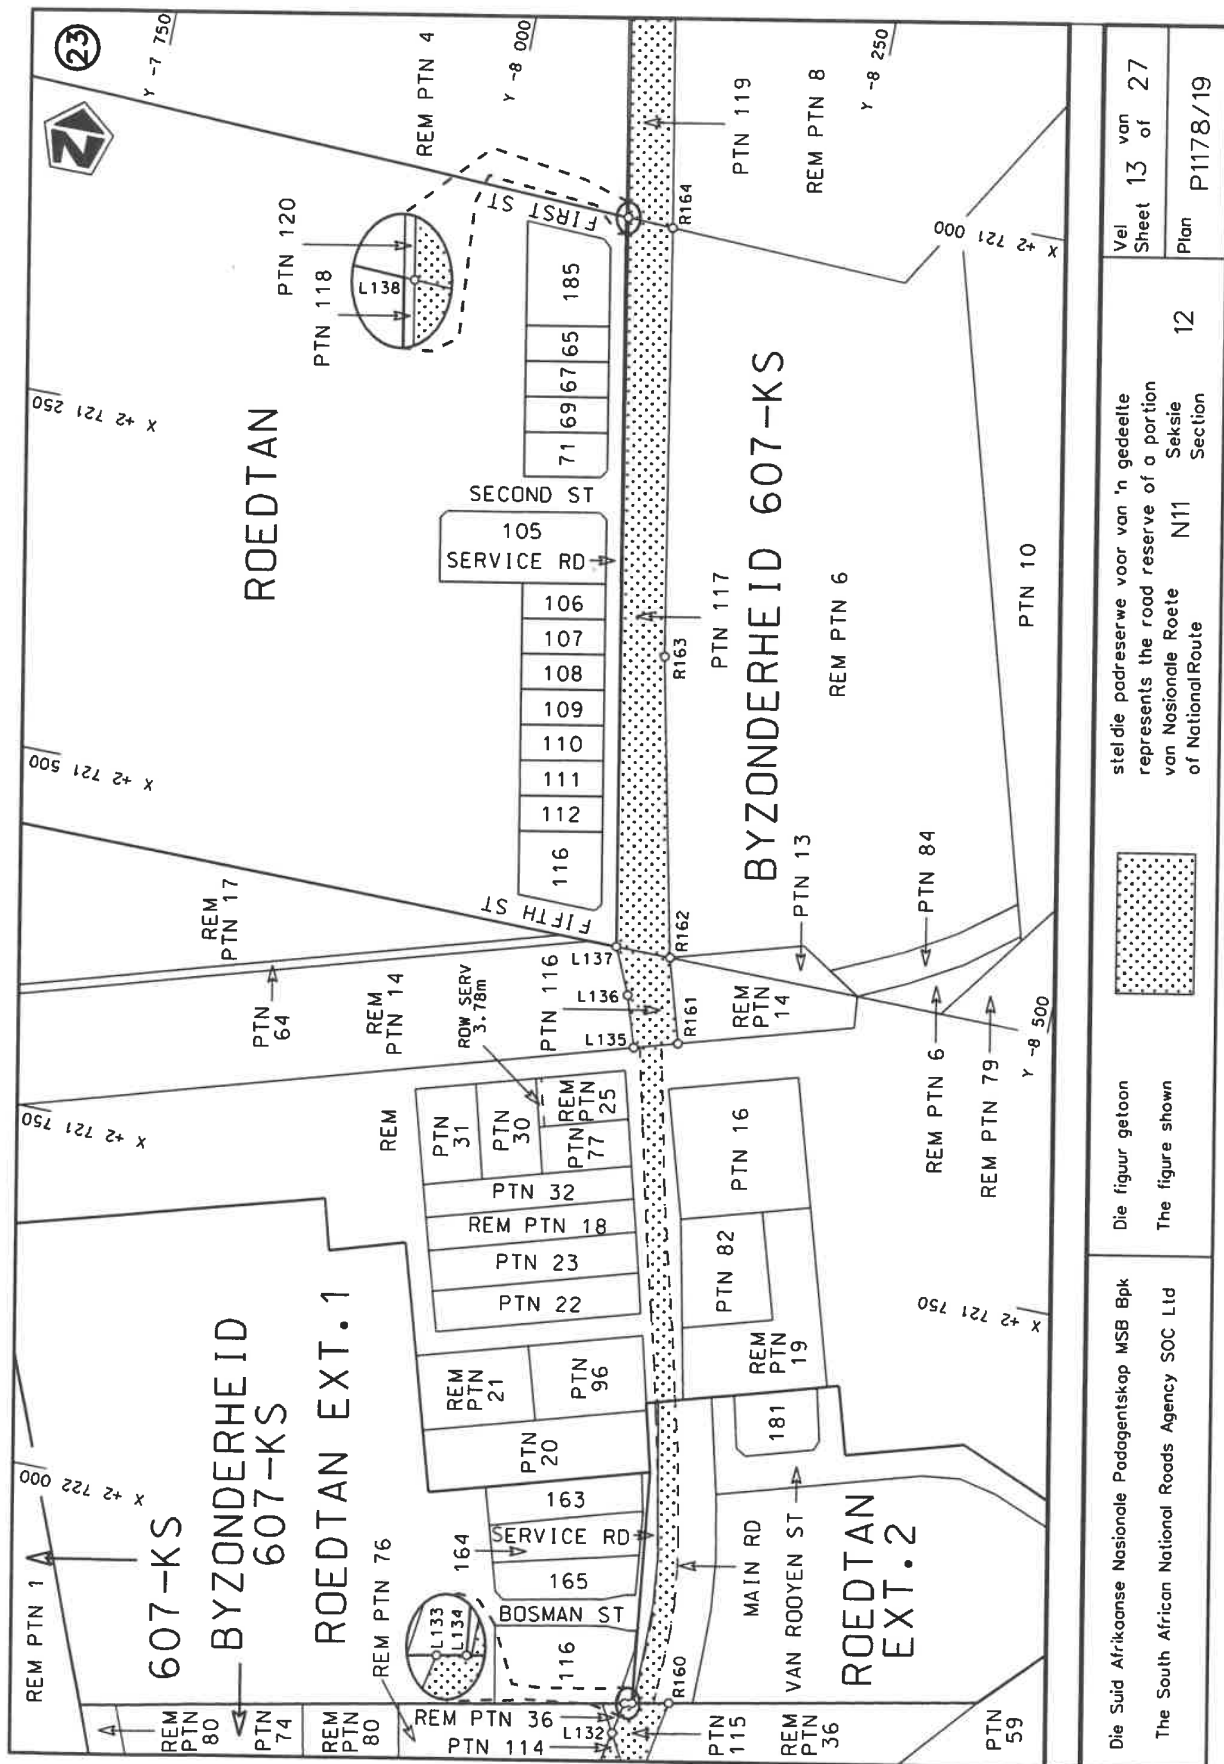 23
N
Y -7 750
Y -8 000
Y -8 250
REM PTN 4
PTN 119
REM PTN 8
R164
X +2 721 000
FIRST ST
PTN 120
PTN 118
L138
X +2 721 250
ROEDTAN
185
65
67
69
71
SECOND ST
105
SERVICE RD
106
107
108
109
110
111
112
116
FIFTH ST
PTN 117
R163
BYZONDERHEID 607-KS
REM PTN 6
PTN 10
X +2 721 500
REM
PTN 17
PTN
64
REM
PTN 14
ROW SERV
3.78m
PTN 116
L137
L136
L135
R162
R161
PTN 13
PTN 84
REM
PTN
14
REM PTN 6
REM PTN 79
Y -8 500
X +2 721 750
REM
PTN
31
PTN
30
REM
PTN
25
PTN
77
PTN 32
REM PTN 18
PTN 23
PTN 22
PTN 16
PTN 82
REM
PTN
19
X +2 721 750
REM
PTN
21
PTN
96
PTN
20
181
X +2 722 000
REM PTN 1
607-KS
BYZONDERHEID
607-KS
ROEDTAN EXT.1
163
SERVICE RD
164
165
BOSMAN ST
116
REM PTN 76
L133
L134
MAIN RD
VAN ROOYEN ST
ROEDTAN
EXT.2
R160
REM
PTN
80
PTN
74
REM
PTN
80
REM PTN 36
PTN 114
L132
PTN
115
REM
PTN
36
PTN
59
Die Suid Afrikaanse Nasionale Padagentskap MSB Bpk
The South African National Roads Agency SOC Ltd
Die figuur getoon
The figure shown
stel die padreserwe voor van 'n gedeelte
represents the road reserve of a portion
van Nasionale Roete N11 Seksie 12
of National Route Section
Vel 13 van 27
Sheet of
Plan P1178/19